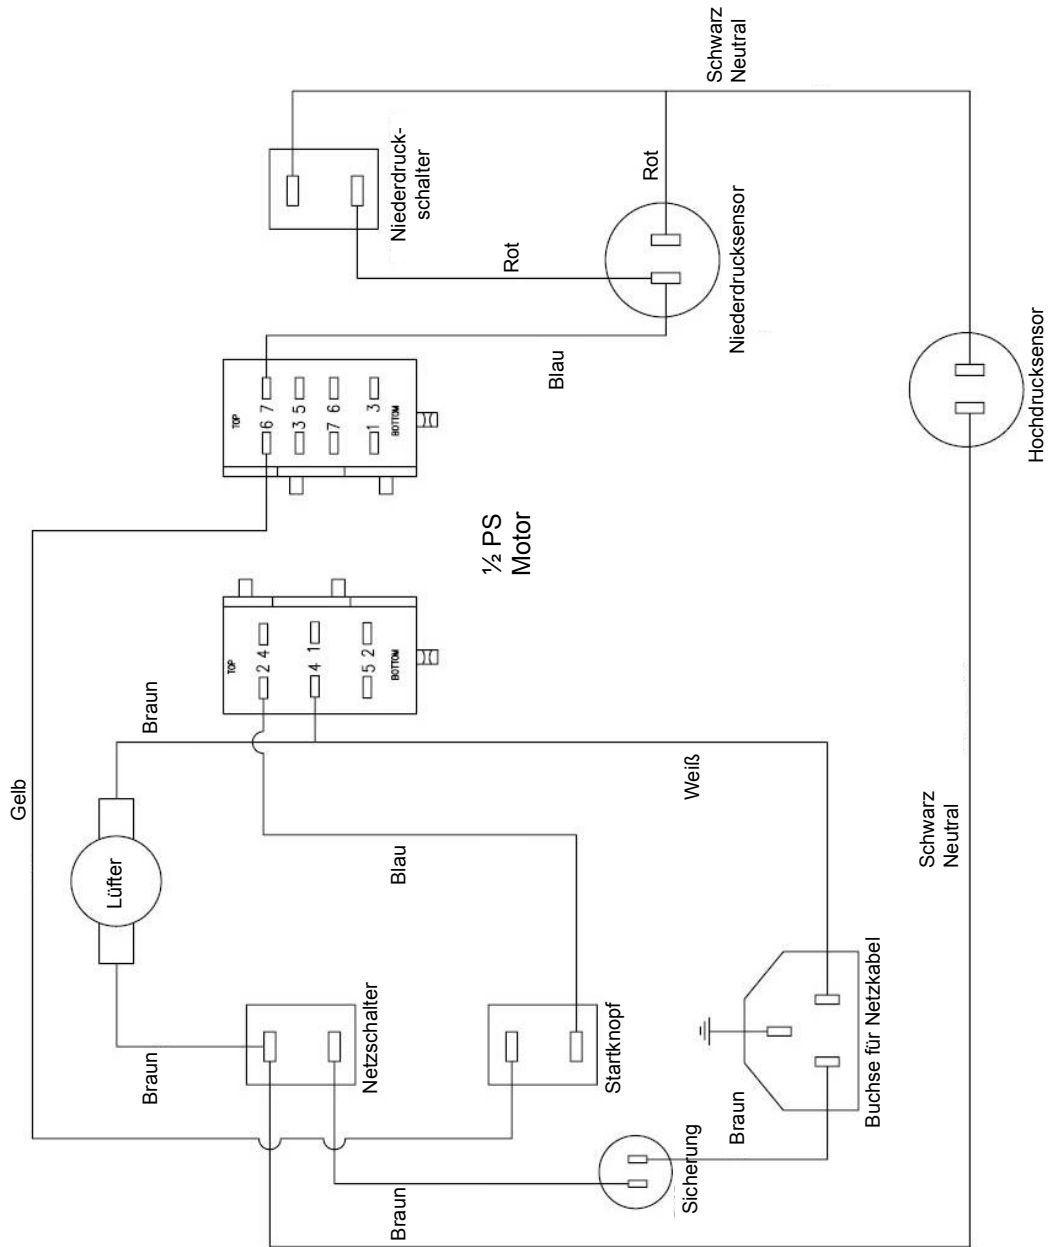 Gelb
Braun
Lüfter
Braun
TOP
2 4
4 1
5 2
BOTTOM
TOP
6 7
3 5
7 6
1 3
BOTTOM
Netzschalter
Braun
Blau
Niederdruck-
schalter
½ PS
Motor
Rot
Blau
Startknopf
Rot
Sicherung
Weiß
Schwarz
Neutral
Braun
Niederdrucksensor
Buchse für Netzkabel
Schwarz
Neutral
Hochdrucksensor